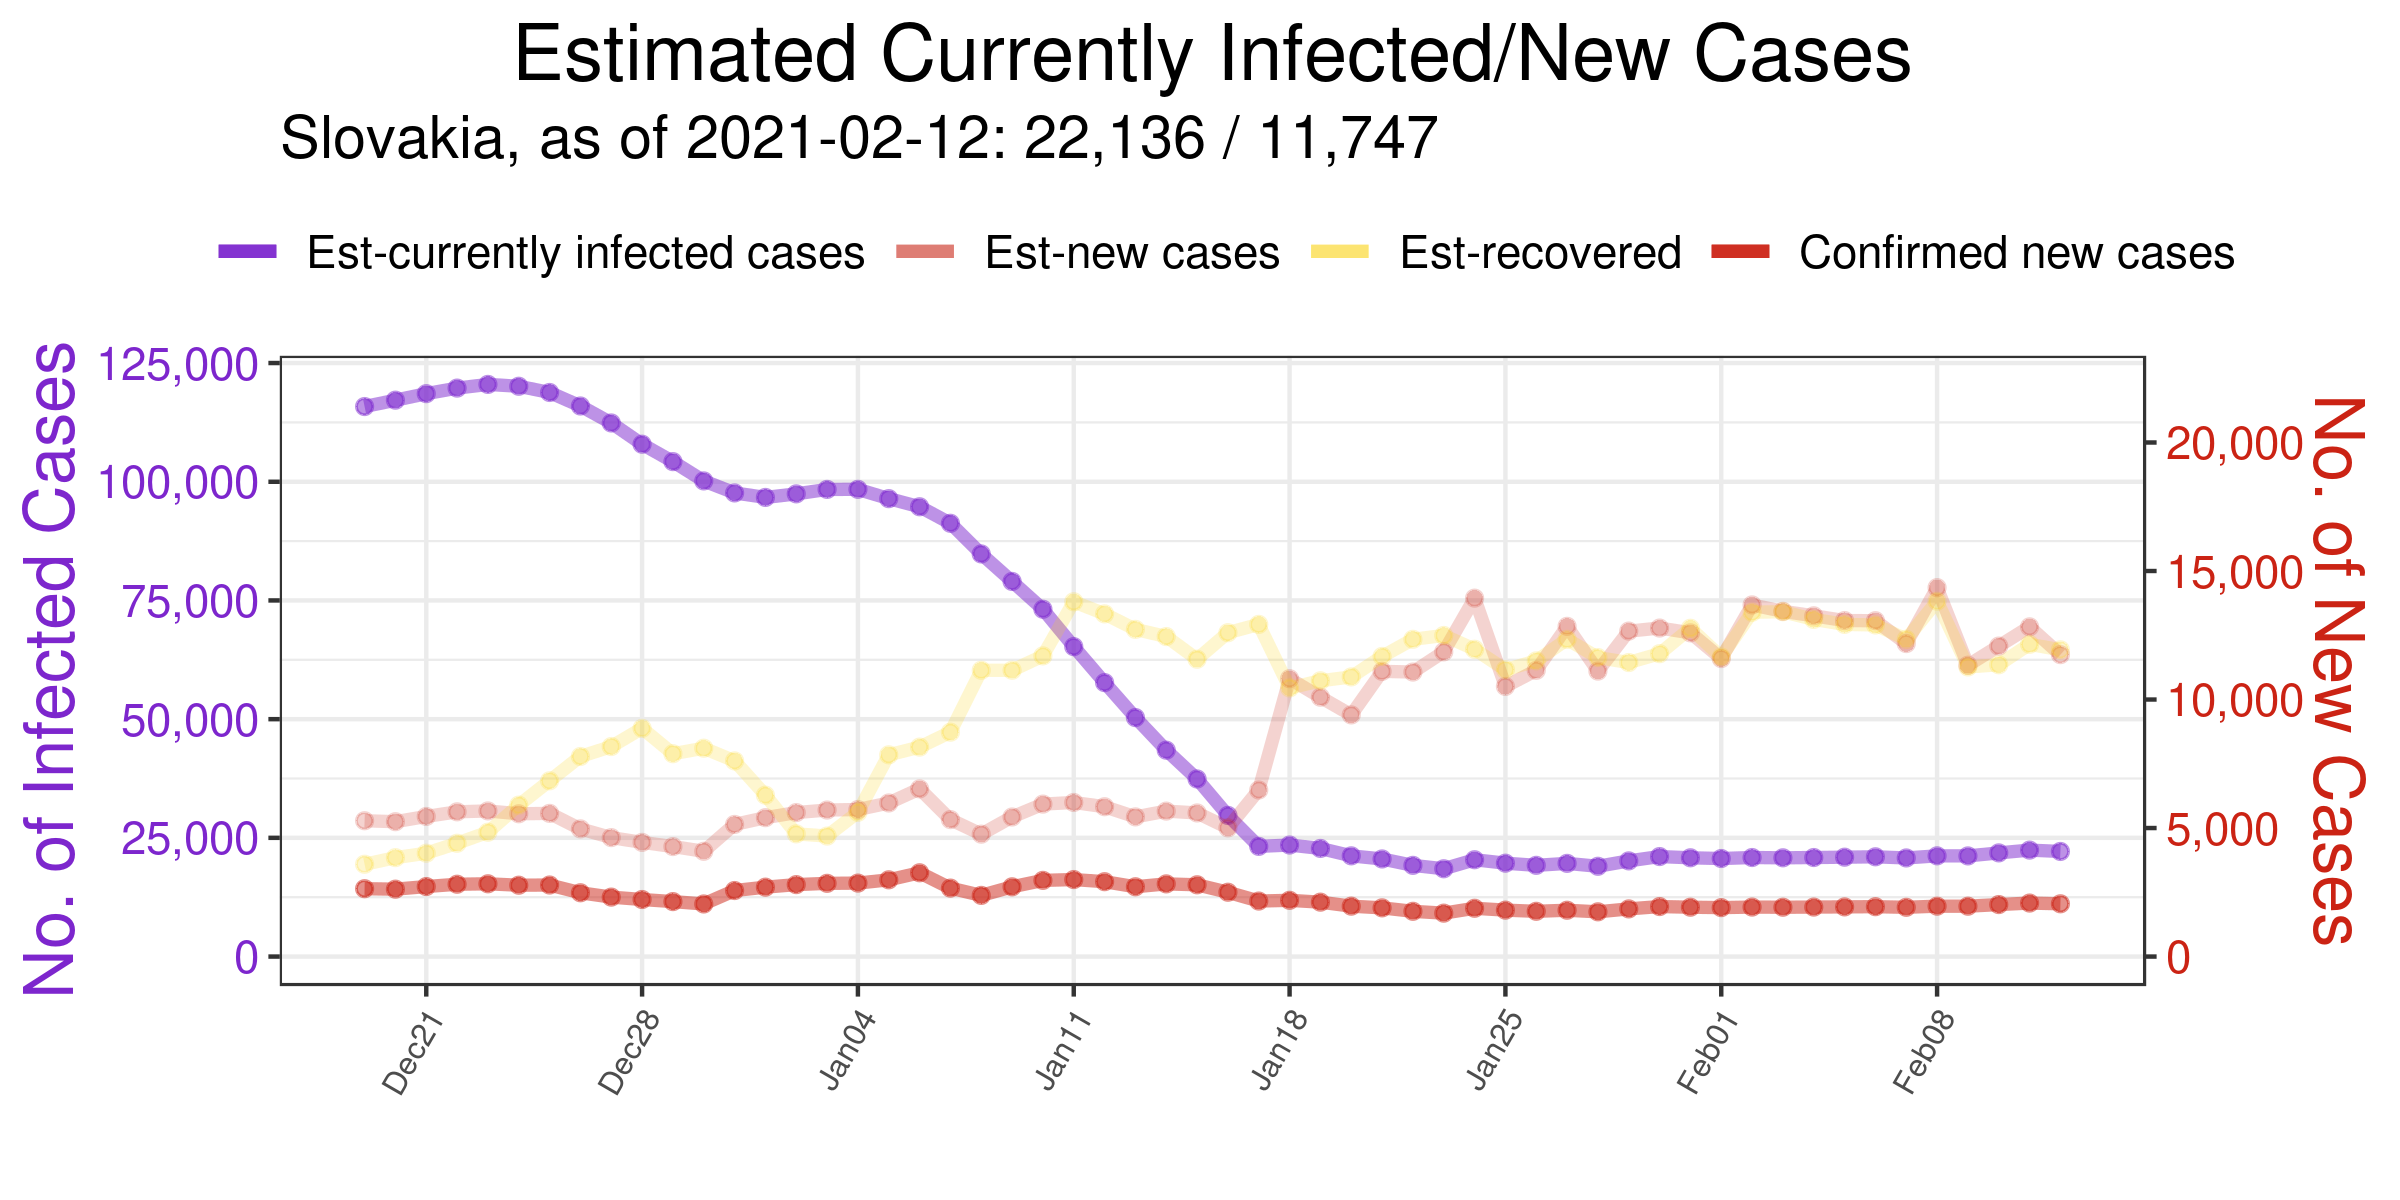 Estimated Currently Infected/New Cases
Slovakia, as of 2021-02-12: 22,136 / 11,747
Est-currently infected cases Est-new cases Est-recovered Confirmed new cases
No. of Infected Cases
125,000
100,000
75,000
50,000
25,000
0
20,000
15,000
10,000
5,000
0
No. of New Cases
Dec21 Dec28 Jan04 Jan11 Jan18 Jan25 Feb01 Feb08